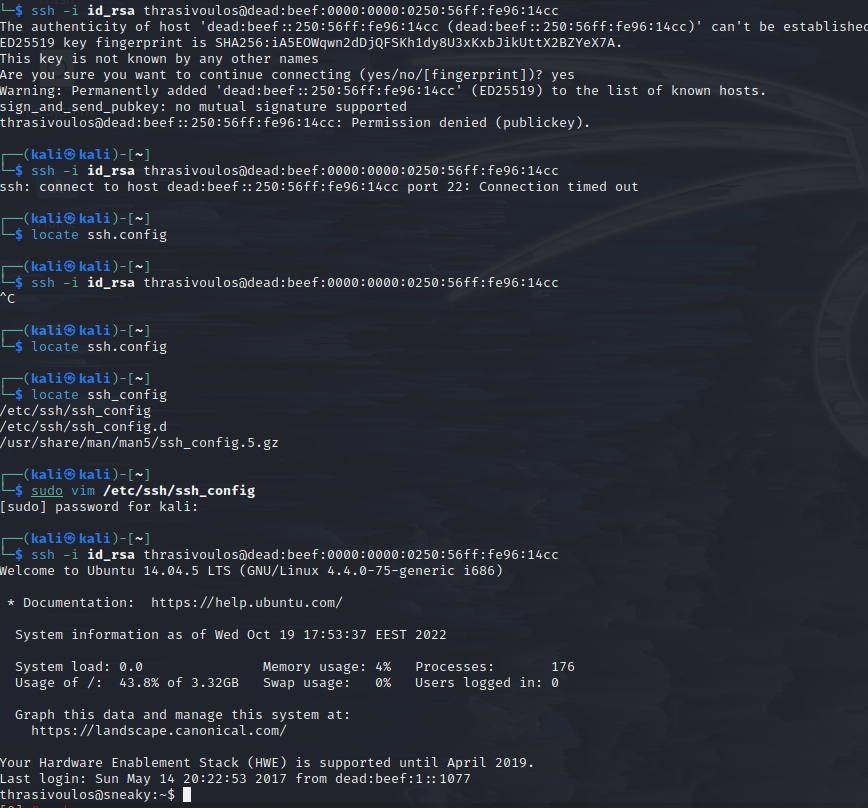 └─$ ssh -i id_rsa thrasivoulos@dead:beef:0000:0000:0250:56ff:fe96:14cc
The authenticity of host 'dead:beef::250:56ff:fe96:14cc (dead:beef::250:56ff:fe96:14cc)' can't be established
ED25519 key fingerprint is SHA256:iA5EOWqwn2dDjQFSKh1dy8U3xKxbJikUttX2BZYeX7A.
This key is not known by any other names
Are you sure you want to continue connecting (yes/no/[fingerprint])? yes
Warning: Permanently added 'dead:beef::250:56ff:fe96:14cc' (ED25519) to the list of known hosts.
sign_and_send_pubkey: no mutual signature supported
thrasivoulos@dead:beef::250:56ff:fe96:14cc: Permission denied (publickey).
┌──(kali㉿kali)-[~]
└─$ ssh -i id_rsa thrasivoulos@dead:beef:0000:0000:0250:56ff:fe96:14cc
ssh: connect to host dead:beef::250:56ff:fe96:14cc port 22: Connection timed out
┌──(kali㉿kali)-[~]
└─$ locate ssh.config
┌──(kali㉿kali)-[~]
└─$ ssh -i id_rsa thrasivoulos@dead:beef:0000:0000:0250:56ff:fe96:14cc
^C
┌──(kali㉿kali)-[~]
└─$ locate ssh.config
┌──(kali㉿kali)-[~]
└─$ locate ssh_config
/etc/ssh/ssh_config
/etc/ssh/ssh_config.d
/usr/share/man/man5/ssh_config.5.gz
┌──(kali㉿kali)-[~]
└─$ sudo vim /etc/ssh/ssh_config
[sudo] password for kali:
┌──(kali㉿kali)-[~]
└─$ ssh -i id_rsa thrasivoulos@dead:beef:0000:0000:0250:56ff:fe96:14cc
Welcome to Ubuntu 14.04.5 LTS (GNU/Linux 4.4.0-75-generic i686)
* Documentation:  https://help.ubuntu.com/
System information as of Wed Oct 19 17:53:37 EEST 2022
System load: 0.0               Memory usage: 4%   Processes:       176
Usage of /:  43.8% of 3.32GB   Swap usage:   0%   Users logged in: 0
Graph this data and manage this system at:
https://landscape.canonical.com/
Your Hardware Enablement Stack (HWE) is supported until April 2019.
Last login: Sun May 14 20:22:53 2017 from dead:beef:1::1077
thrasivoulos@sneaky:~$